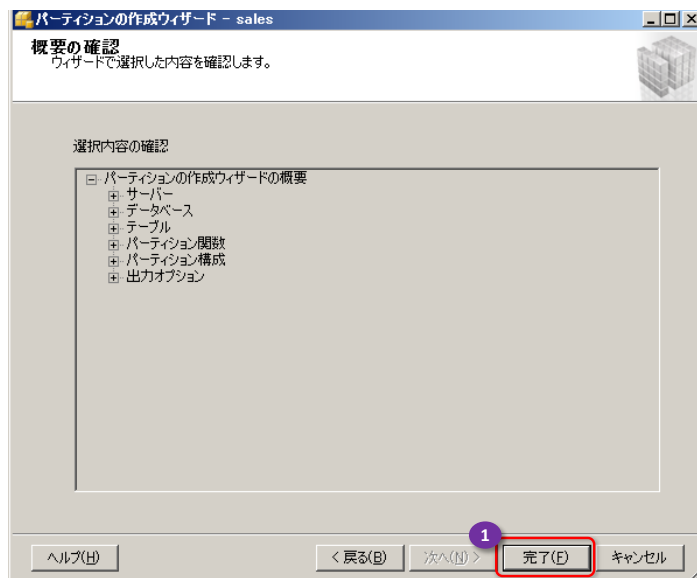 パーティションの作成ウィザード - sales
概要の確認
ウィザードで選択した内容を確認します。
選択内容の確認
パーティションの作成ウィザードの概要
サーバー
データベース
テーブル
パーティション関数
パーティション構成
出力オプション
1
ヘルプ(H) < 戻る(B) 次へ(N) > 完了(F) キャンセル